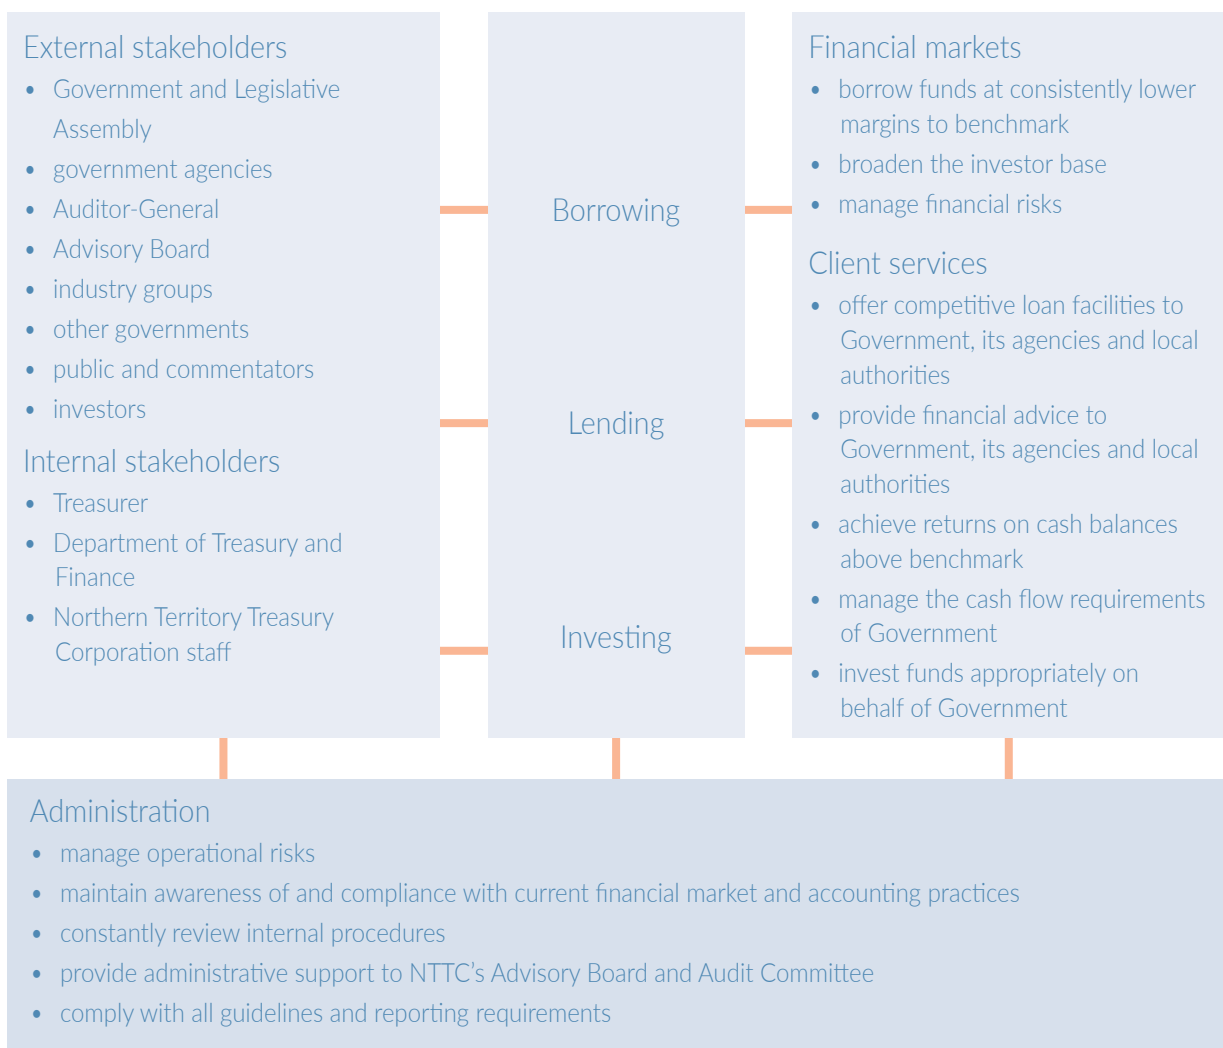 External stakeholders
• Government and Legislative
Assembly
• government agencies
• Auditor-General
• Advisory Board
• industry groups
• other governments
• public and commentators
• investors
Internal stakeholders
• Treasurer
• Department of Treasury and
Finance
• Northern Territory Treasury
Corporation staff
Borrowing
Lending
Investing
Financial markets
• borrow funds at consistently lower
margins to benchmark
• broaden the investor base
• manage financial risks
Client services
• offer competitive loan facilities to
Government, its agencies and local
authorities
• provide financial advice to
Government, its agencies and local
authorities
• achieve returns on cash balances
above benchmark
• manage the cash flow requirements
of Government
• invest funds appropriately on
behalf of Government
Administration
• manage operational risks
• maintain awareness of and compliance with current financial market and accounting practices
• constantly review internal procedures
• provide administrative support to NTTC’s Advisory Board and Audit Committee
• comply with all guidelines and reporting requirements